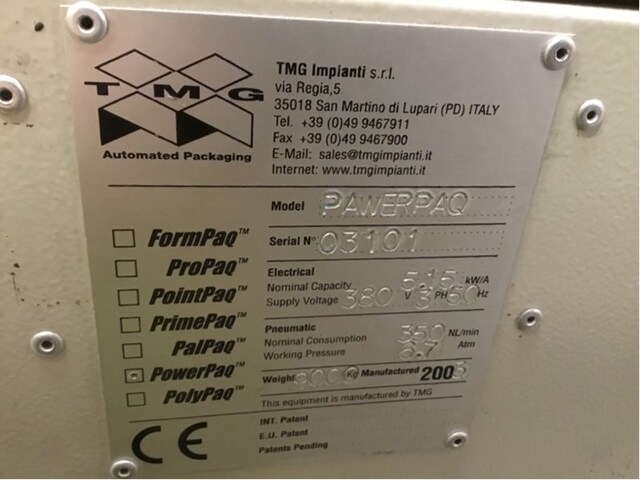 TMG
Automated Packaging
TMG Impianti s.r.l.
via Regia,5
35018 San Martino di Lupari (PD) ITALY
Tel. +39 (0)49 9467911
Fax +39 (0)49 9467900
E-Mail: sales@tmgimpianti.it
Internet: www.tmgimpianti.it
Model PAWERPAQ
Serial N° 03101
Electrical
Nominal Capacity 5.15 kW/A
Supply Voltage 380 V 3 PH 50 Hz
Pneumatic
Nominal Consumption 350 NL/min
Working Pressure 6.7 Atm
Weight Kg Manufactured 2003
This equipment is manufactured by TMG
INT. Patent
E.U. Patent
Patents Pending
FormPaq™
ProPaq™
PointPaq™
PrimePaq™
PalPaq™
PowerPaq™
PolyPaq™
CE